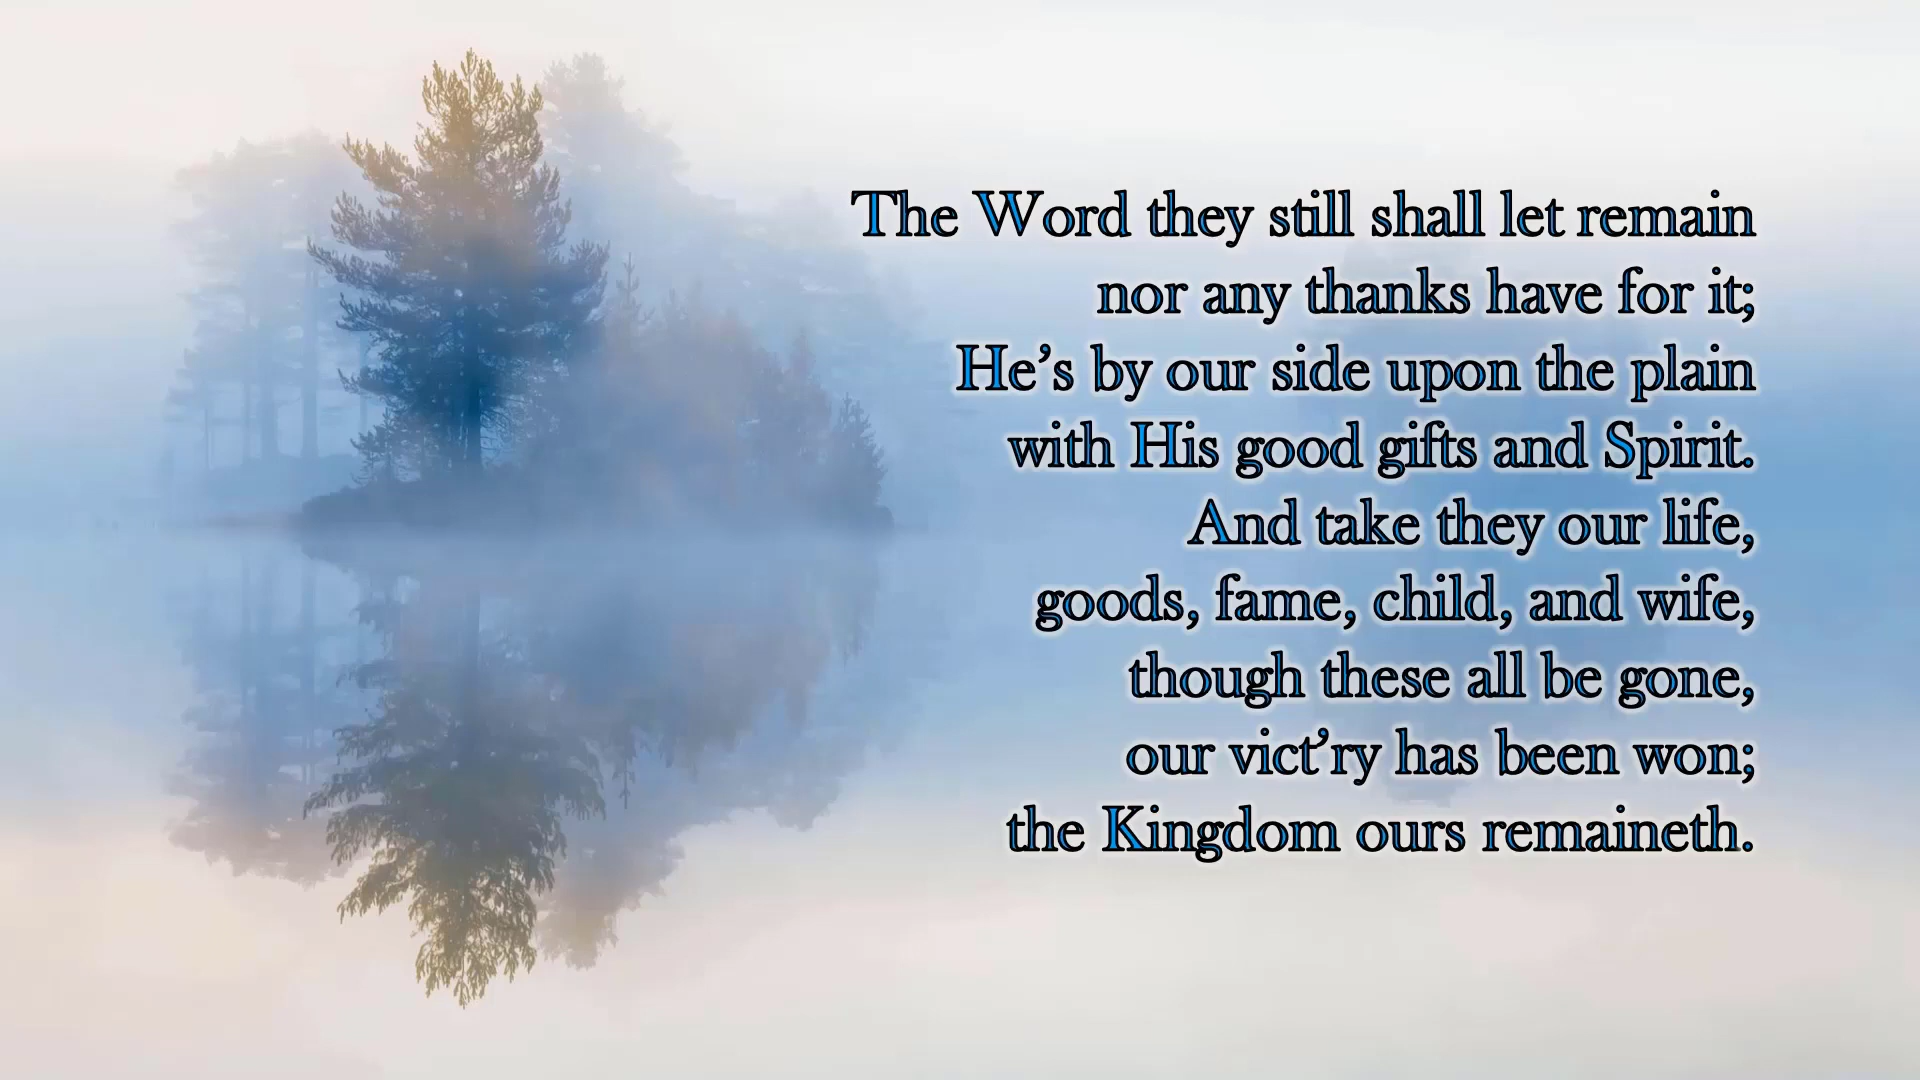 The Word they still shall let remain
nor any thanks have for it;
He’s by our side upon the plain
with His good gifts and Spirit.
And take they our life,
goods, fame, child, and wife,
though these all be gone,
our vict’ry has been won;
the Kingdom ours remaineth.